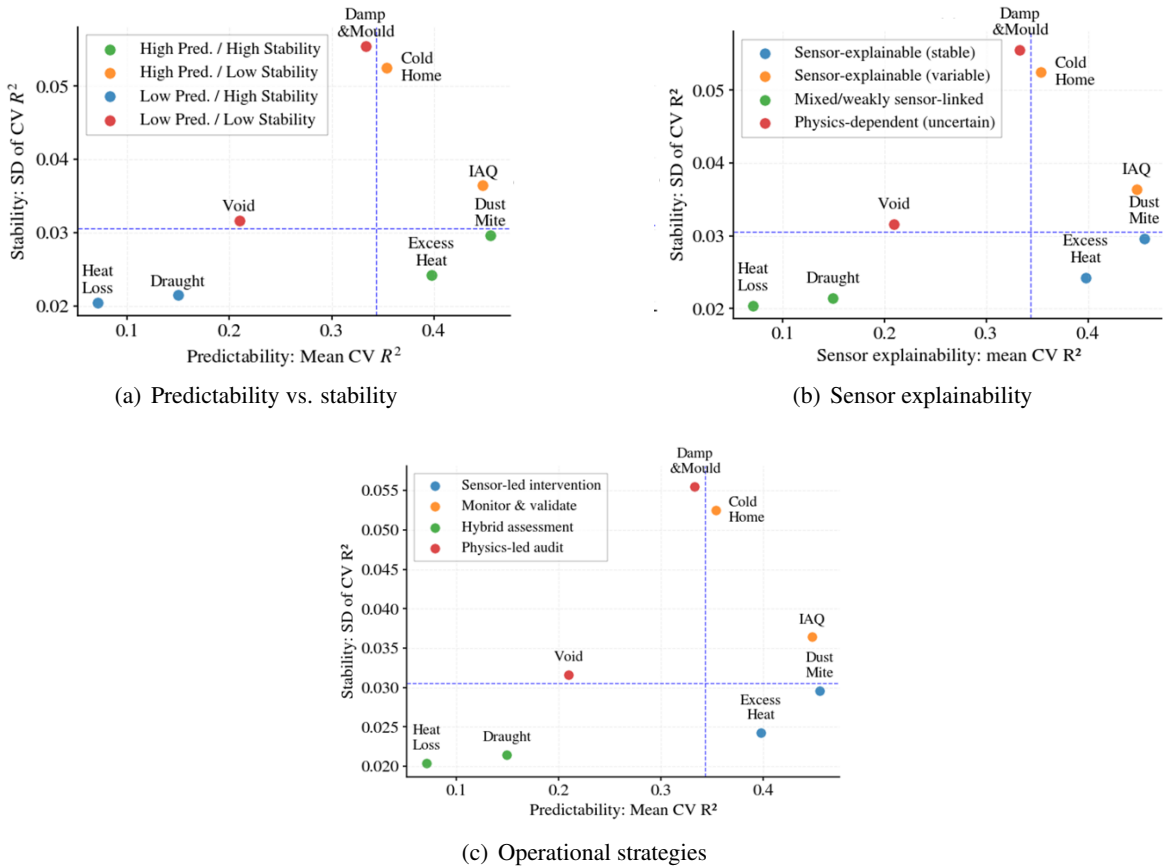 Damp
&Mould
High Pred. / High Stability
High Pred. / Low Stability
Low Pred. / High Stability
Low Pred. / Low Stability
Cold
Home
IAQ
Dust
Mite
Void
Excess
Heat
Heat
Loss
Draught
0.05
0.04
0.03
0.02
Stability: SD of CV R²
0.1
0.2
0.3
0.4
Predictability: Mean CV R²
(a) Predictability vs. stability
Damp
&Mould
Sensor-explainable (stable)
Sensor-explainable (variable)
Mixed/weakly sensor-linked
Physics-dependent (uncertain)
Cold
Home
IAQ
Dust
Mite
Void
Excess
Heat
Heat
Loss
Draught
0.05
0.04
0.03
0.02
Stability: SD of CV R²
0.1
0.2
0.3
0.4
Sensor explainability: mean CV R²
(b) Sensor explainability
Damp
&Mould
Sensor-led intervention
Monitor & validate
Hybrid assessment
Physics-led audit
Cold
Home
IAQ
Dust
Mite
Void
Excess
Heat
Heat
Loss
Draught
0.055
0.050
0.045
0.040
0.035
0.030
0.025
0.020
Stability: SD of CV R²
0.1
0.2
0.3
0.4
Predictability: Mean CV R²
(c) Operational strategies